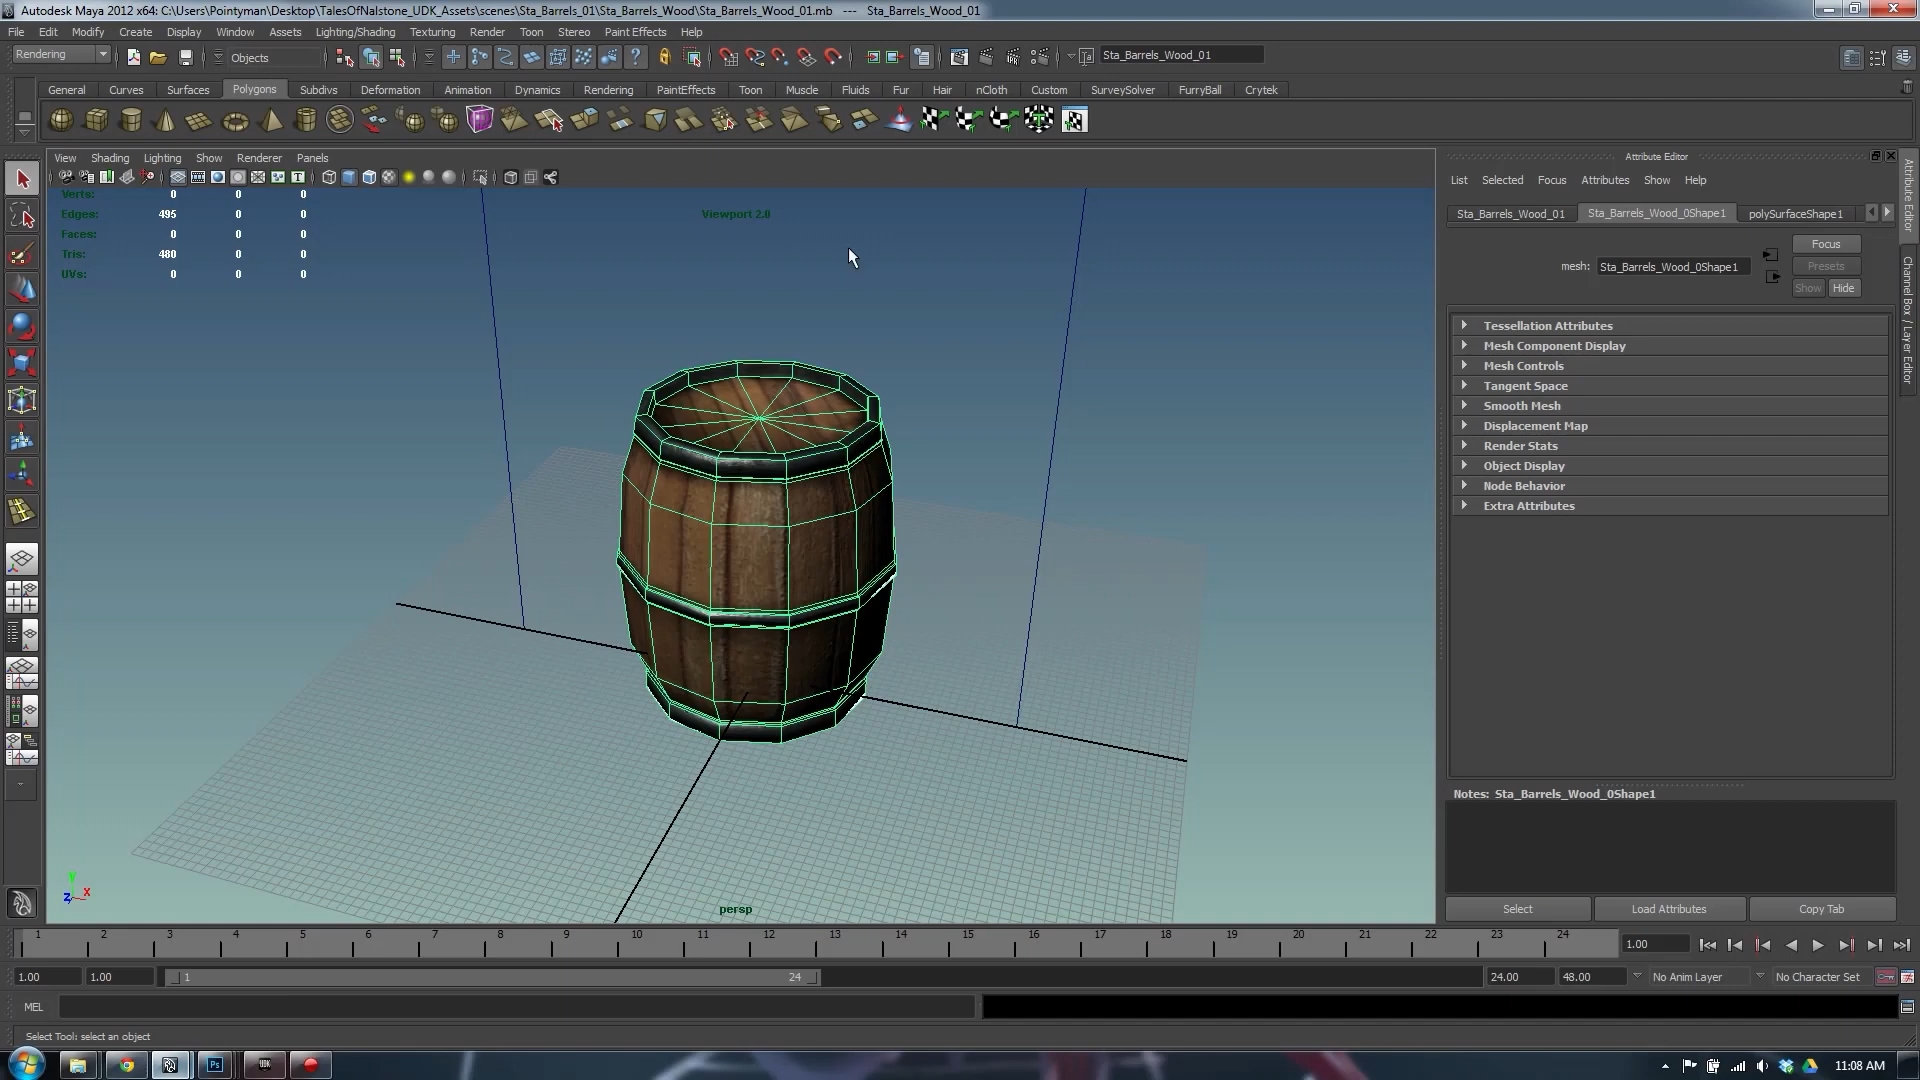 Autodesk Maya 2012 x64: C:\Users\Pointyman\Desktop\TalesOfNalstone_UDK_Assets\scenes\Sta_Barrels_01\Sta_Barrels_Wood\Sta_Barrels_Wood_01.mb --- Sta_Barrels_Wood_01
File Edit Modify Create Display Window Assets Lighting/Shading Texturing Render Toon Stereo Paint Effects Help
Rendering Objects Sta_Barrels_Wood_01
General Curves Surfaces Polygons Subdivs Deformation Animation Dynamics Rendering PaintEffects Toon Muscle Fluids Fur Hair nCloth Custom SurveySolver FurryBall Crytek
View Shading Lighting Show Renderer Panels
Verts: 0 0 0
Edges: 495 0 0
Faces: 0 0 0
Tris: 480 0 0
UVs: 0 0 0
Viewport 2.0
persp
y
z x
Attribute Editor
List Selected Focus Attributes Show Help
Sta_Barrels_Wood_01 Sta_Barrels_Wood_0Shape1 polySurfaceShape1
Focus
mesh: Sta_Barrels_Wood_0Shape1 Presets
Show Hide
Tessellation Attributes
Mesh Component Display
Mesh Controls
Tangent Space
Smooth Mesh
Displacement Map
Render Stats
Object Display
Node Behavior
Extra Attributes
Notes: Sta_Barrels_Wood_0Shape1
Select Load Attributes Copy Tab
Attribute Editor
Channel Box / Layer Editor
1 2 3 4 5 6 7 8 9 10 11 12 13 14 15 16 17 18 19 20 21 22 23 24 1.00
1.00 1.00 1 24 24.00 48.00 No Anim Layer No Character Set
MEL
Select Tool: select an object
Ps UDK 11:08 AM